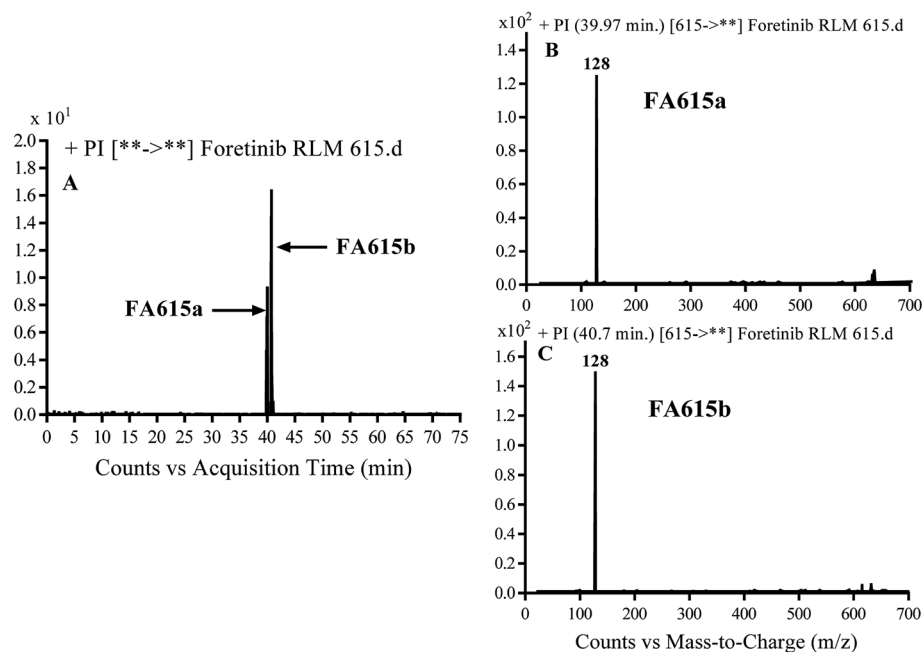 x 10¹
+ PI [**->**] Foretinib RLM 615.d
A
2.0
1.8
1.6
1.4
1.2
1.0
0.8
0.6
0.4
0.2
0.0
FA615b
FA615a
0 5 10 15 20 25 30 35 40 45 50 55 60 65 70 75
Counts vs Acquisition Time (min)
x10²
+ PI (39.97 min.) [615->**] Foretinib RLM 615.d
B
128
FA615a
1.4
1.2
1.0
0.8
0.6
0.4
0.2
0.0
0 100 200 300 400 500 600 700
x10²
+ PI (40.7 min.) [615->**] Foretinib RLM 615.d
C
128
FA615b
1.6
1.4
1.2
1.0
0.8
0.6
0.4
0.2
0.0
0 100 200 300 400 500 600 700
Counts vs Mass-to-Charge (m/z)